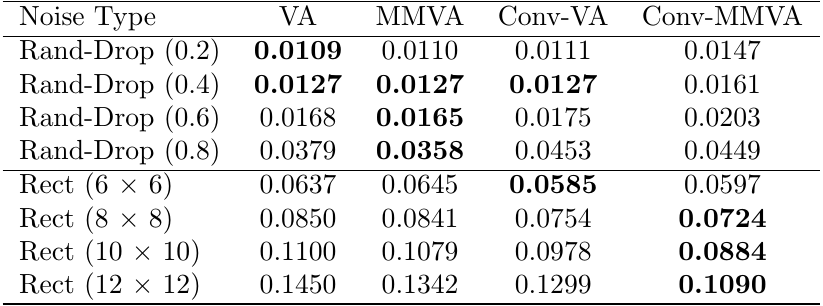 Noise Type VA MMVA Conv-VA Conv-MMVA
Rand-Drop (0.2) 0.0109 0.0110 0.0111 0.0147
Rand-Drop (0.4) 0.0127 0.0127 0.0127 0.0161
Rand-Drop (0.6) 0.0168 0.0165 0.0175 0.0203
Rand-Drop (0.8) 0.0379 0.0358 0.0453 0.0449
Rect (6 × 6) 0.0637 0.0645 0.0585 0.0597
Rect (8 × 8) 0.0850 0.0841 0.0754 0.0724
Rect (10 × 10) 0.1100 0.1079 0.0978 0.0884
Rect (12 × 12) 0.1450 0.1342 0.1299 0.1090